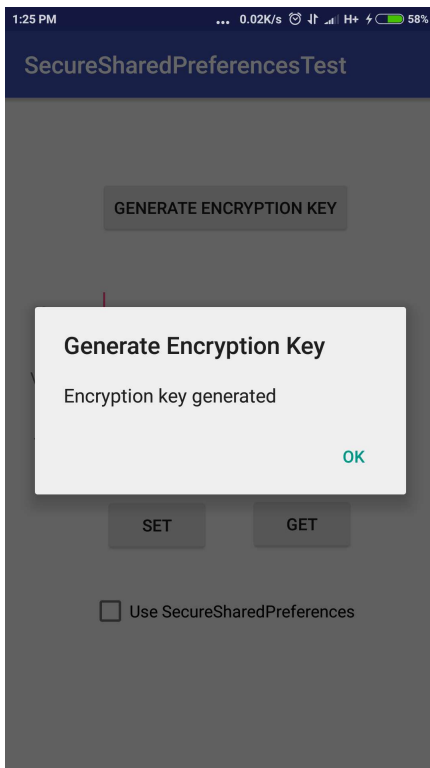 1:25 PM ... 0.02K/s H+ 58%
SecureSharedPreferencesTest
GENERATE ENCRYPTION KEY
Generate Encryption Key
Encryption key generated
OK
SET GET
Use SecureSharedPreferences